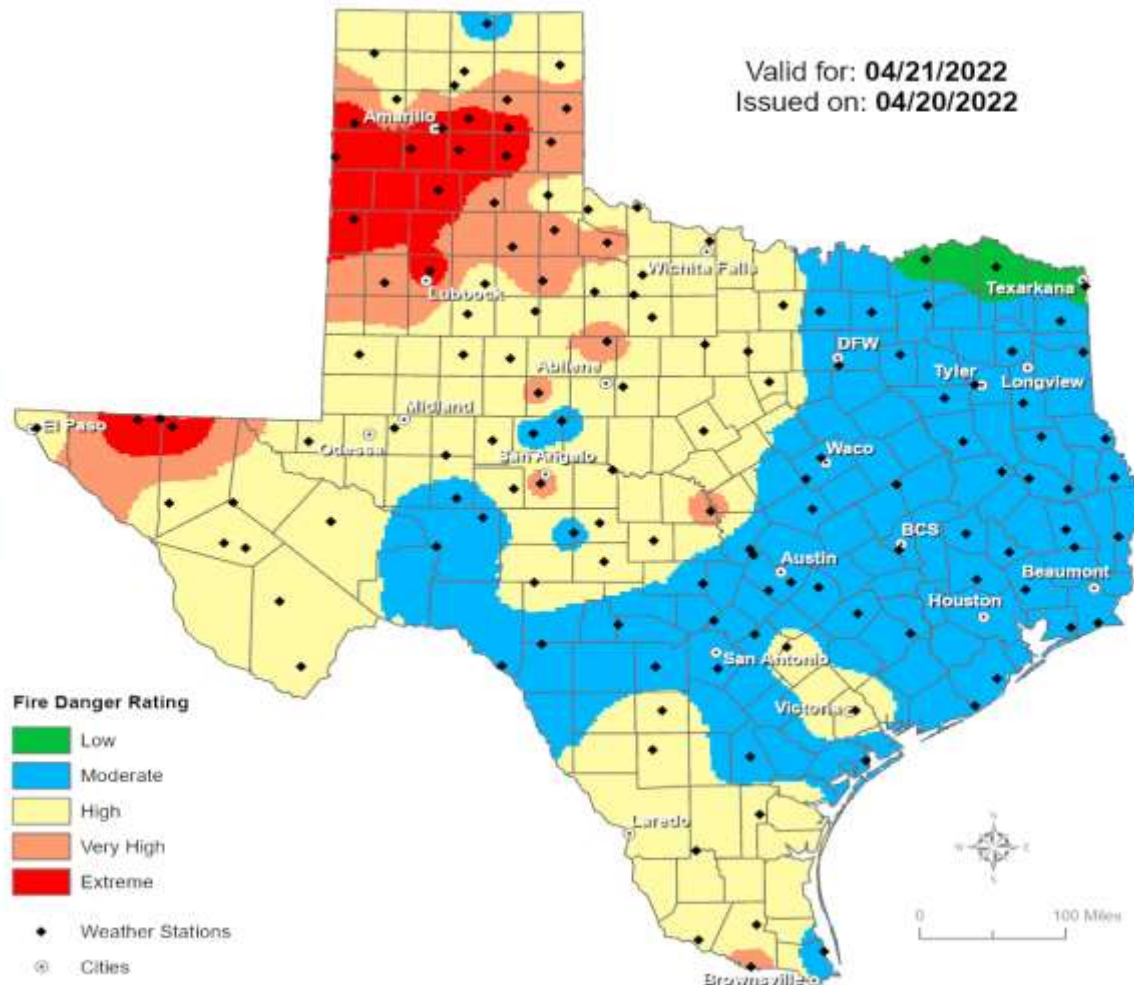 Valid for: 04/21/2022
Issued on: 04/20/2022
Amarillo
Wichita Falls
Lubbock
Texarkana
DFW
Abilene
Tyler
Longview
Midland
El Paso
Odessa
San Angelo
Waco
BCS
Austin
Beaumont
Houston
San Antonio
Victoria
Laredo
Brownsville
Fire Danger Rating
Low
Moderate
High
Very High
Extreme
Weather Stations
Cities
N
W E
S
0 100 Miles